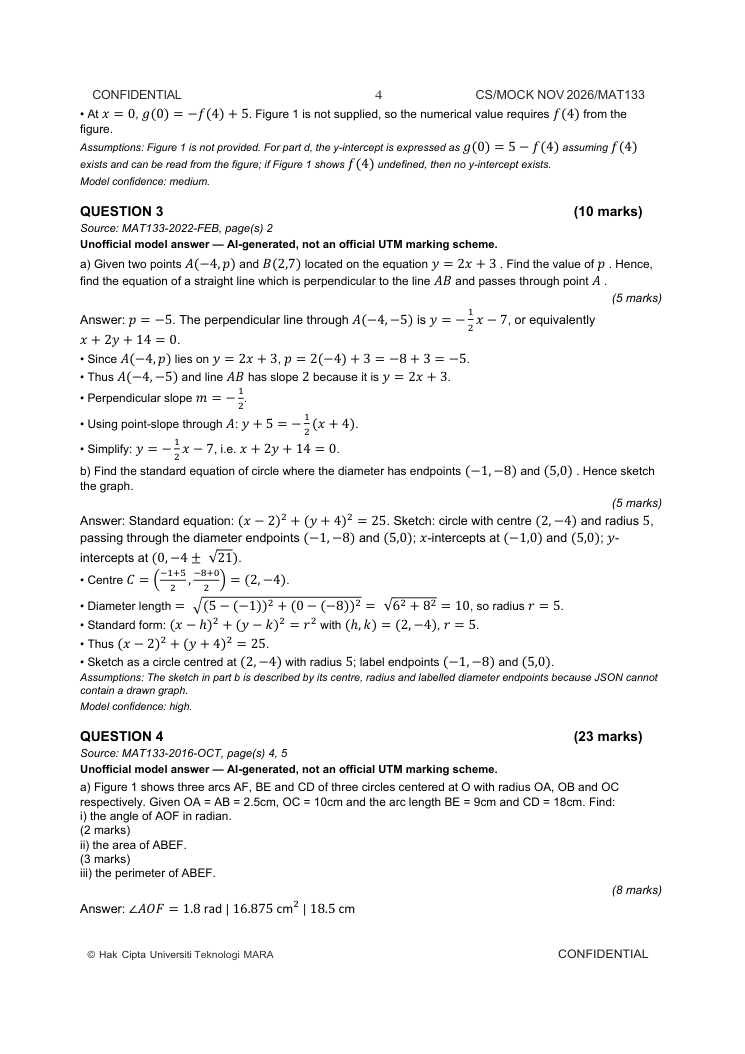 CONFIDENTIAL 4 CS/MOCK NOV 2026/MAT133
• At x = 0, g(0) = −f(4) + 5. Figure 1 is not supplied, so the numerical value requires f(4) from the
figure.
Assumptions: Figure 1 is not provided. For part d, the y-intercept is expressed as g(0) = 5 − f(4) assuming f(4)
exists and can be read from the figure; if Figure 1 shows f(4) undefined, then no y-intercept exists.
Model confidence: medium.
QUESTION 3 (10 marks)
Source: MAT133-2022-FEB, page(s) 2
Unofficial model answer — AI-generated, not an official UTM marking scheme.
a) Given two points A(−4,p) and B(2,7) located on the equation y = 2x + 3 . Find the value of p . Hence,
find the equation of a straight line which is perpendicular to the line AB and passes through point A .
(5 marks)
Answer: p = −5. The perpendicular line through A(−4,−5) is y = −1/2 x − 7, or equivalently
x + 2y + 14 = 0.
• Since A(−4,p) lies on y = 2x + 3, p = 2(−4) + 3 = −8 + 3 = −5.
• Thus A(−4,−5) and line AB has slope 2 because it is y = 2x + 3.
• Perpendicular slope m = −1/2.
• Using point-slope through A: y + 5 = −1/2 (x + 4).
• Simplify: y = −1/2 x − 7, i.e. x + 2y + 14 = 0.
b) Find the standard equation of circle where the diameter has endpoints (−1,−8) and (5,0) . Hence sketch
the graph.
(5 marks)
Answer: Standard equation: (x − 2)² + (y + 4)² = 25. Sketch: circle with centre (2,−4) and radius 5,
passing through the diameter endpoints (−1,−8) and (5,0); x-intercepts at (−1,0) and (5,0); y-
intercepts at (0,−4 ± √21).
• Centre C = (−1+5/2, −8+0/2) = (2,−4).
• Diameter length = √(5 − (−1))² + (0 − (−8))² = √6² + 8² = 10, so radius r = 5.
• Standard form: (x − h)² + (y − k)² = r² with (h,k) = (2,−4), r = 5.
• Thus (x − 2)² + (y + 4)² = 25.
• Sketch as a circle centred at (2,−4) with radius 5; label endpoints (−1,−8) and (5,0).
Assumptions: The sketch in part b is described by its centre, radius and labelled diameter endpoints because JSON cannot
contain a drawn graph.
Model confidence: high.
QUESTION 4 (23 marks)
Source: MAT133-2016-OCT, page(s) 4, 5
Unofficial model answer — AI-generated, not an official UTM marking scheme.
a) Figure 1 shows three arcs AF, BE and CD of three circles centered at O with radius OA, OB and OC
respectively. Given OA = AB = 2.5cm, OC = 10cm and the arc length BE = 9cm and CD = 18cm. Find:
i) the angle of AOF in radian.
(2 marks)
ii) the area of ABEF.
(3 marks)
iii) the perimeter of ABEF.
(8 marks)
Answer: ∠AOF = 1.8 rad | 16.875 cm² | 18.5 cm
© Hak Cipta Universiti Teknologi MARA CONFIDENTIAL